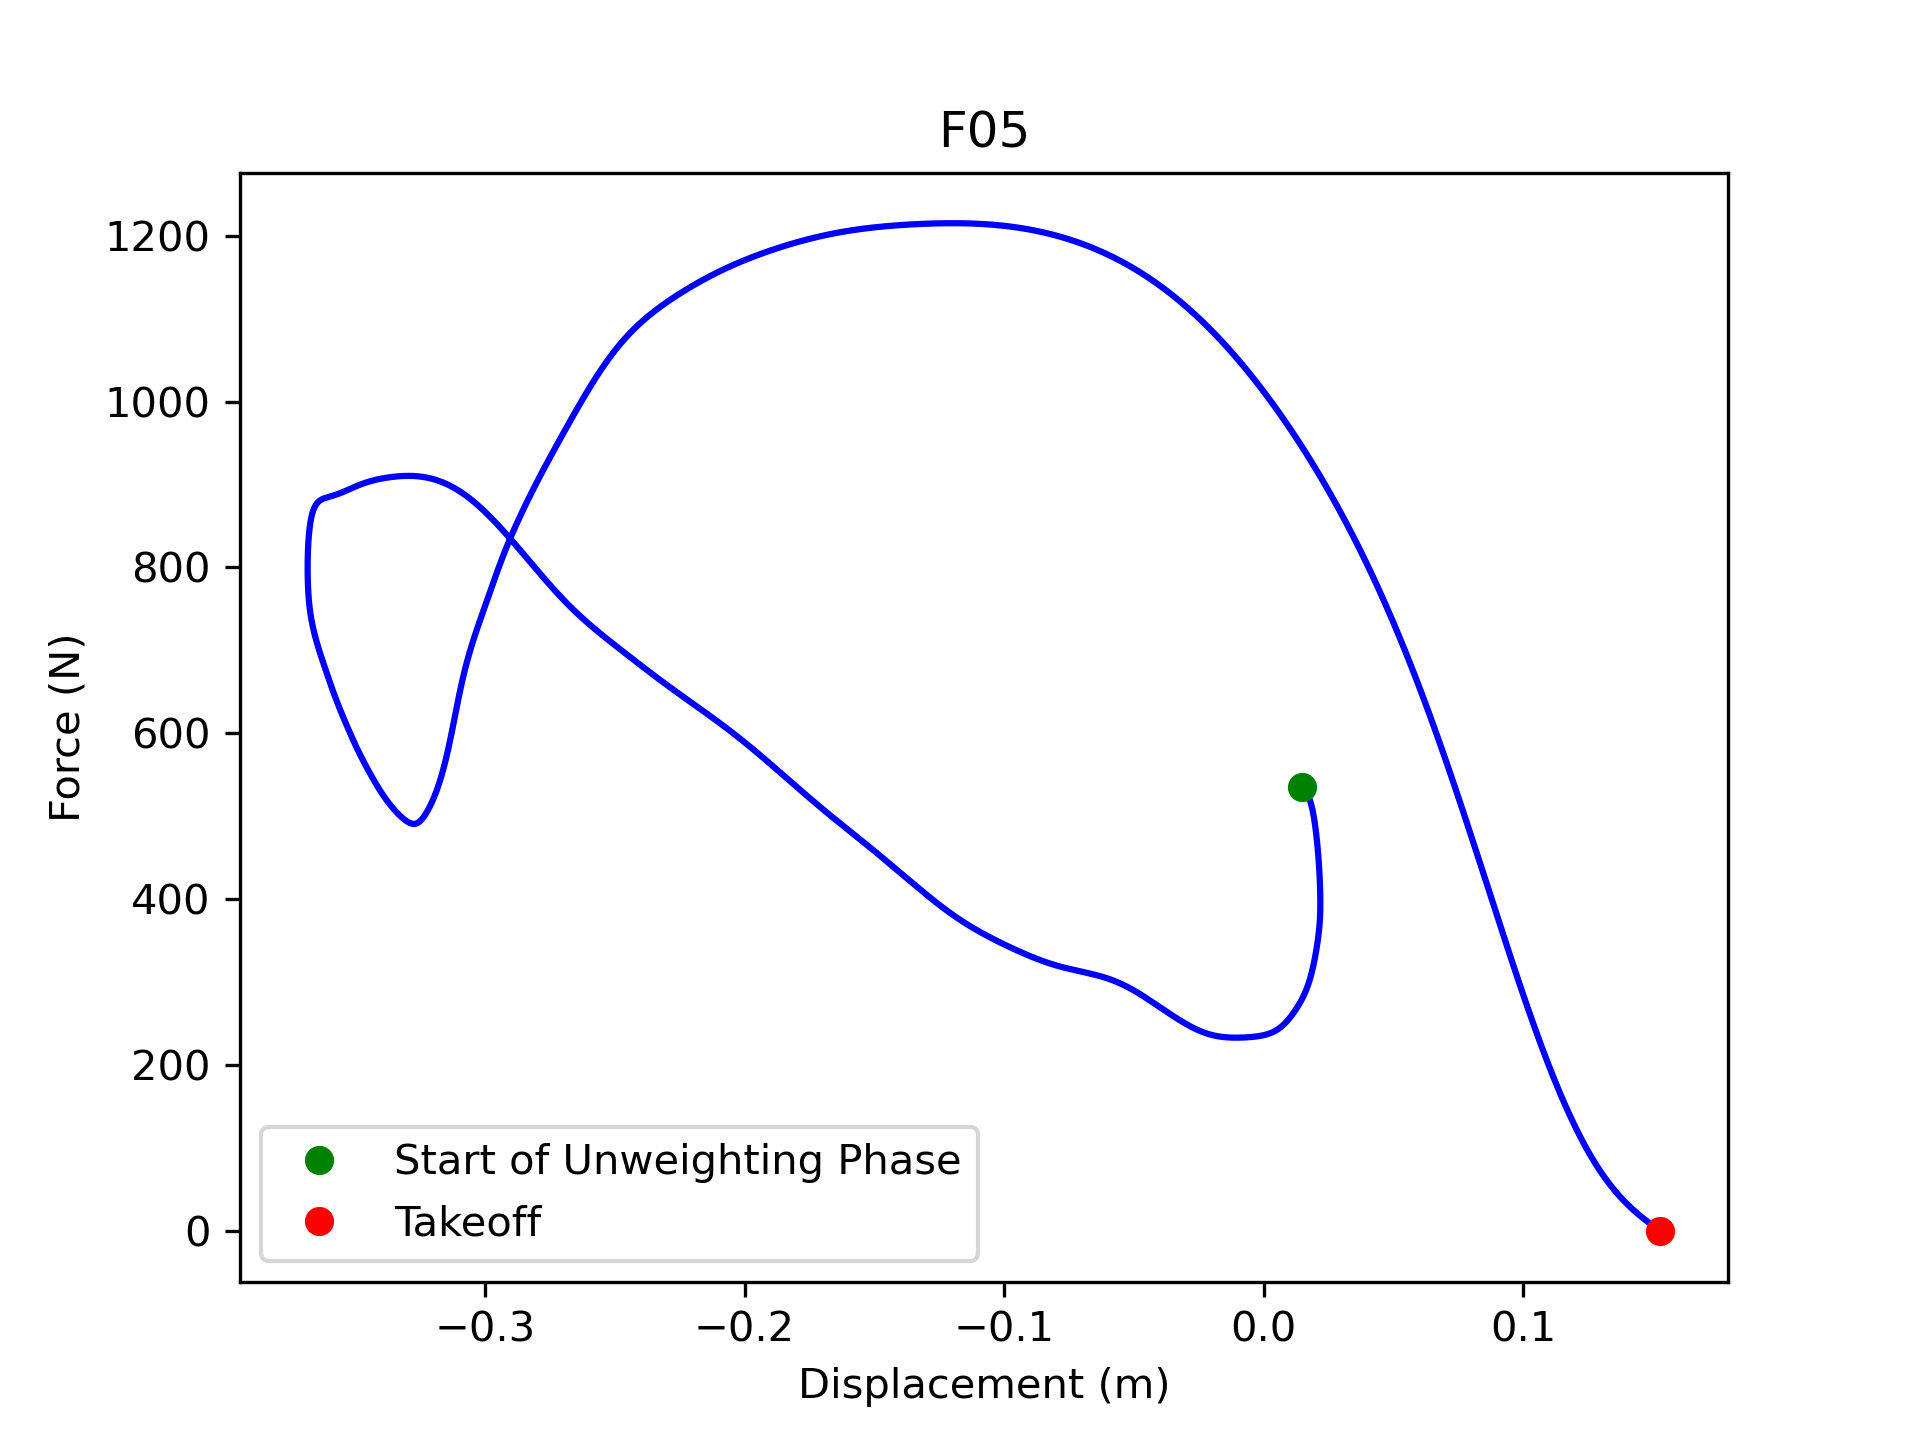 F05
1200
1000
800
600
400
200
0
Force (N)
Start of Unweighting Phase
Takeoff
−0.3 −0.2 −0.1 0.0 0.1
Displacement (m)